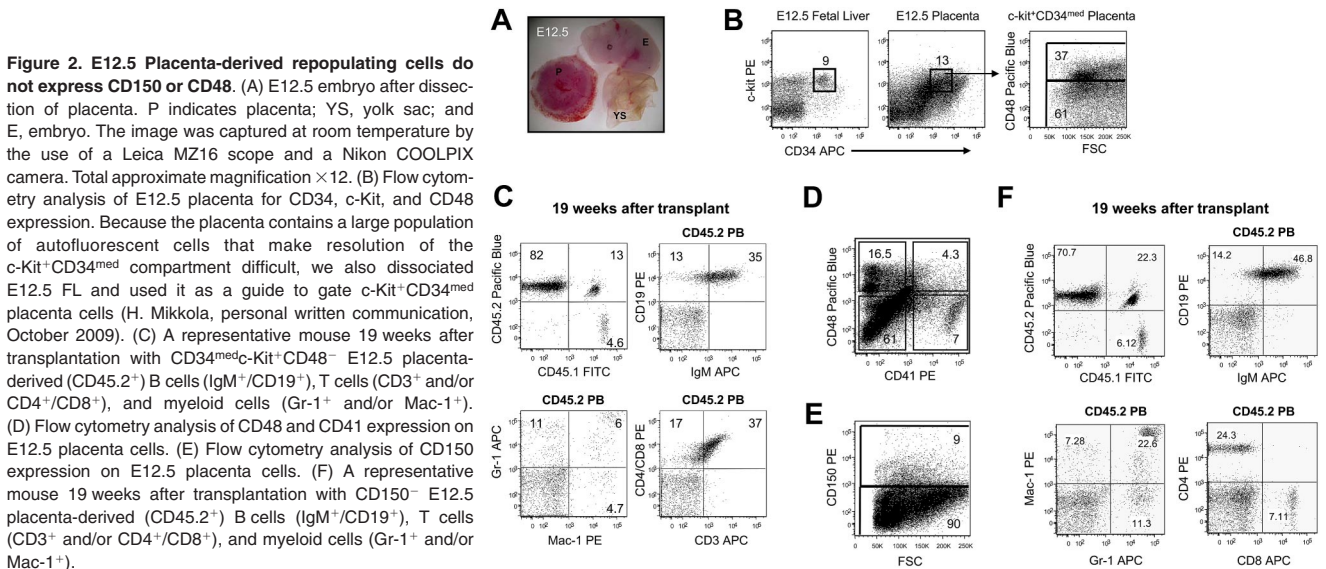 Figure 2. E12.5 Placenta-derived repopulating cells do
not express CD150 or CD48. (A) E12.5 embryo after dissec-
tion of placenta. P indicates placenta; YS, yolk sac; and
E, embryo. The image was captured at room temperature by
the use of a Leica MZ16 scope and a Nikon COOLPIX
camera. Total approximate magnification ×12. (B) Flow cytom-
etry analysis of E12.5 placenta for CD34, c-Kit, and CD48
expression. Because the placenta contains a large population
of autofluorescent cells that make resolution of the
c-Kit⁺CD34ᵐᵉᵈ compartment difficult, we also dissociated
E12.5 FL and used it as a guide to gate c-Kit⁺CD34ᵐᵉᵈ
placenta cells (H. Mikkola, personal written communication,
October 2009). (C) A representative mouse 19 weeks after
transplantation with CD34ᵐᵉᵈc-Kit⁺CD48⁻ E12.5 placenta-
derived (CD45.2⁺) B cells (IgM⁺/CD19⁺), T cells (CD3⁺ and/or
CD4⁺/CD8⁺), and myeloid cells (Gr-1⁺ and/or Mac-1⁺).
(D) Flow cytometry analysis of CD48 and CD41 expression on
E12.5 placenta cells. (E) Flow cytometry analysis of CD150
expression on E12.5 placenta cells. (F) A representative
mouse 19 weeks after transplantation with CD150⁻ E12.5
placenta-derived (CD45.2⁺) B cells (IgM⁺/CD19⁺), T cells
(CD3⁺ and/or CD4⁺/CD8⁺), and myeloid cells (Gr-1⁺ and/or
Mac-1⁺).
A
E12.5
c
E
P
YS
B
E12.5 Fetal Liver
E12.5 Placenta
c-kit⁺CD34ᵐᵉᵈ Placenta
c-kit PE
9
13
CD48 Pacific Blue
37
61
50K 100K 150K 200K 250K
CD34 APC
FSC
C
19 weeks after transplant
CD45.2 PB
CD45.2 Pacific Blue
82
13
4.6
CD45.1 FITC
CD19 PE
13
35
IgM APC
CD45.2 PB
CD45.2 PB
Gr-1 APC
11
6
4.7
Mac-1 PE
CD4/CD8 PE
17
37
CD3 APC
D
CD48 Pacific Blue
16.5
4.3
61
7
CD41 PE
E
CD150 PE
9
90
0 50K 100K 150K 200K 250K
FSC
F
19 weeks after transplant
CD45.2 PB
CD45.2 Pacific Blue
70.7
22.3
6.12
CD45.1 FITC
CD19 PE
14.2
46.8
IgM APC
CD45.2 PB
CD45.2 PB
Mac-1 PE
7.28
22.6
11.3
Gr-1 APC
CD4 PE
24.3
7.11
CD8 APC